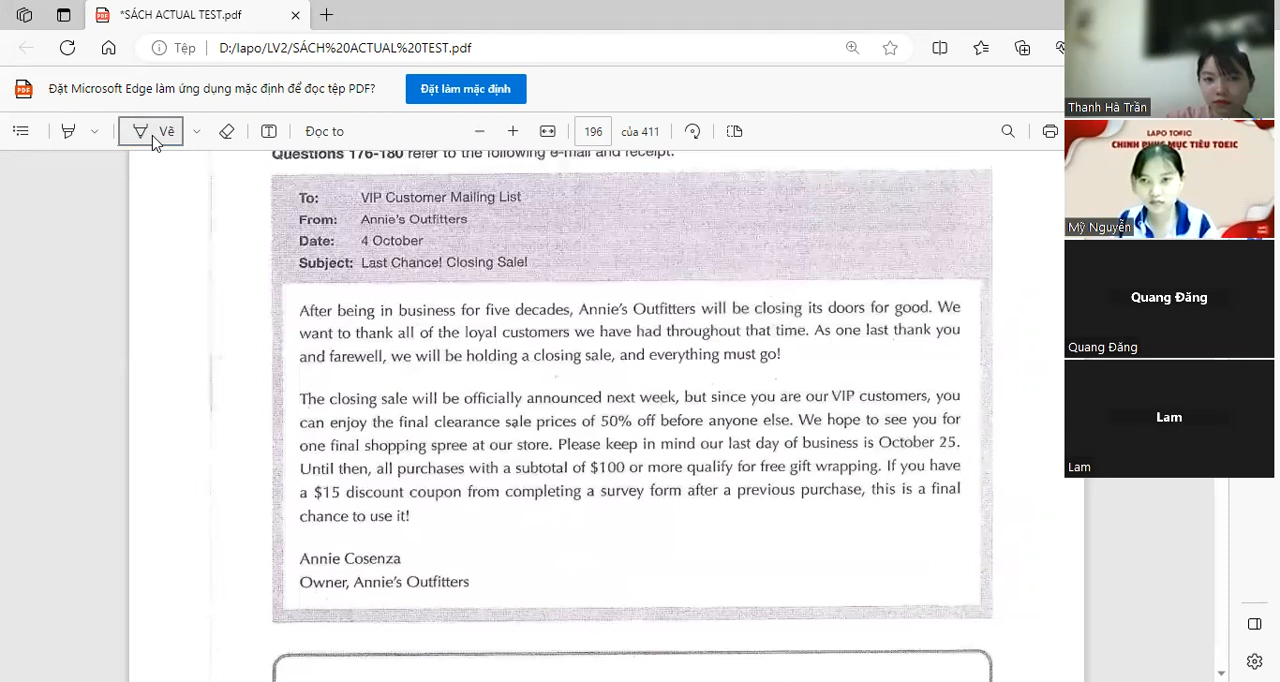 *SÁCH ACTUAL TEST.pdf
Tệp
D:/lapo/LV2/SÁCH%20ACTUAL%20TEST.pdf
Đặt Microsoft Edge làm ứng dụng mặc định để đọc tệp PDF?
Đặt làm mặc định
Vẽ
Đọc to
196
của 411
Questions 176-180 refer to the following e-mail and receipt.
To: VIP Customer Mailing List
From: Annie's Outfitters
Date: 4 October
Subject: Last Chance! Closing Sale!
After being in business for five decades, Annie's Outfitters will be closing its doors for good. We
want to thank all of the loyal customers we have had throughout that time. As one last thank you
and farewell, we will be holding a closing sale, and everything must go!
The closing sale will be officially announced next week, but since you are our VIP customers, you
can enjoy the final clearance sale prices of 50% off before anyone else. We hope to see you for
one final shopping spree at our store. Please keep in mind our last day of business is October 25.
Until then, all purchases with a subtotal of $100 or more qualify for free gift wrapping. If you have
a $15 discount coupon from completing a survey form after a previous purchase, this is a final
chance to use it!
Annie Cosenza
Owner, Annie's Outfitters
Thanh Hà Trần
LAPO TOEIC
CHINH PHỤC MỤC TIÊU TOEIC
Mỹ Nguyễn
Quang Đăng
Quang Đăng
Lam
Lam